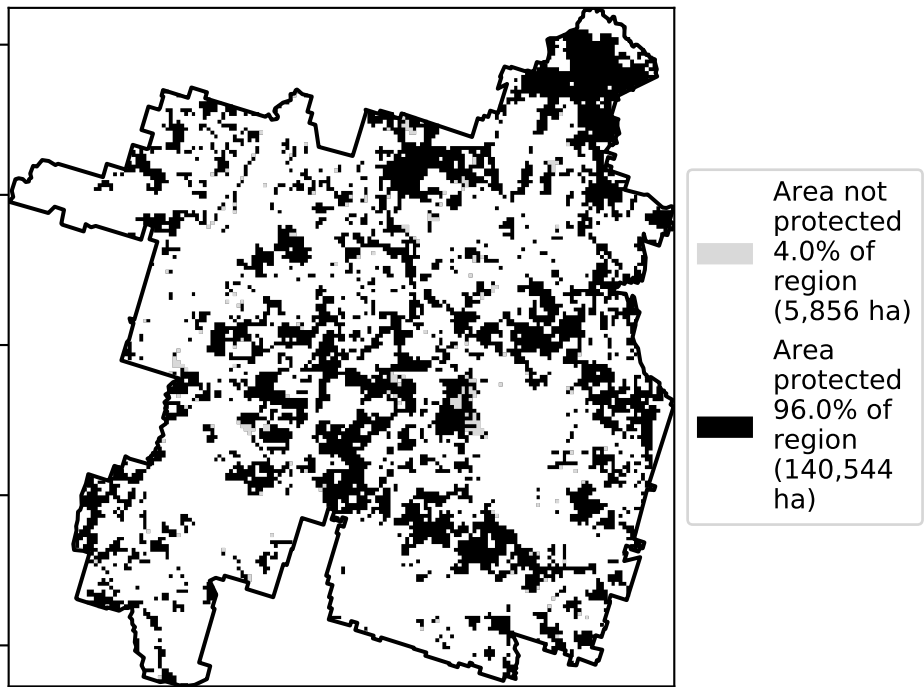 Area not
protected
4.0% of
region
(5,856 ha)
Area
protected
96.0% of
region
(140,544
ha)